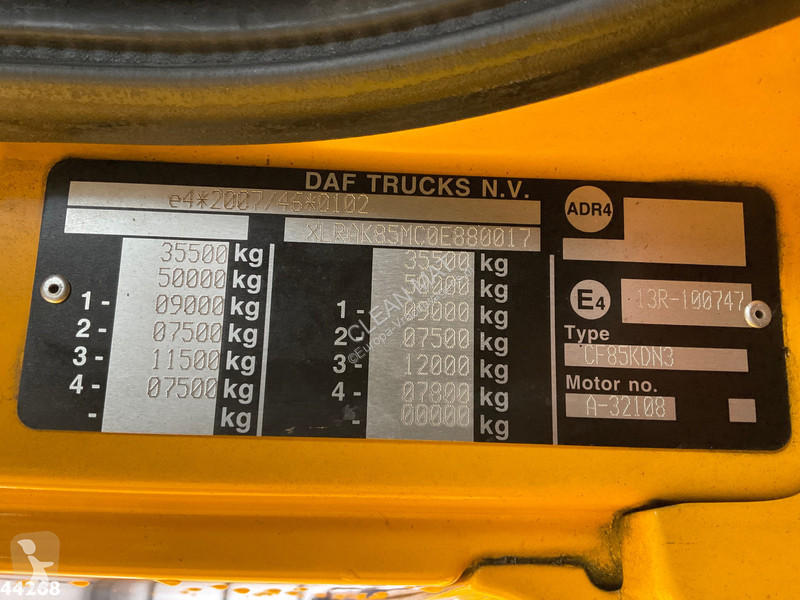 DAF TRUCKS N.V.
e4*2007/46*0102
XLRAK85MC0E880017
35500 kg
50000 kg
1- 09000 kg
2- 07500 kg
3- 11500 kg
4- 07500 kg
- kg
35500 kg
50000 kg
1- 09000 kg
2- 07500 kg
3- 12000 kg
4- 07800 kg
- 00000 kg
ADR4
E4 13R-100747
Type
CF85KDN3
Motor no.
A-32108
44268